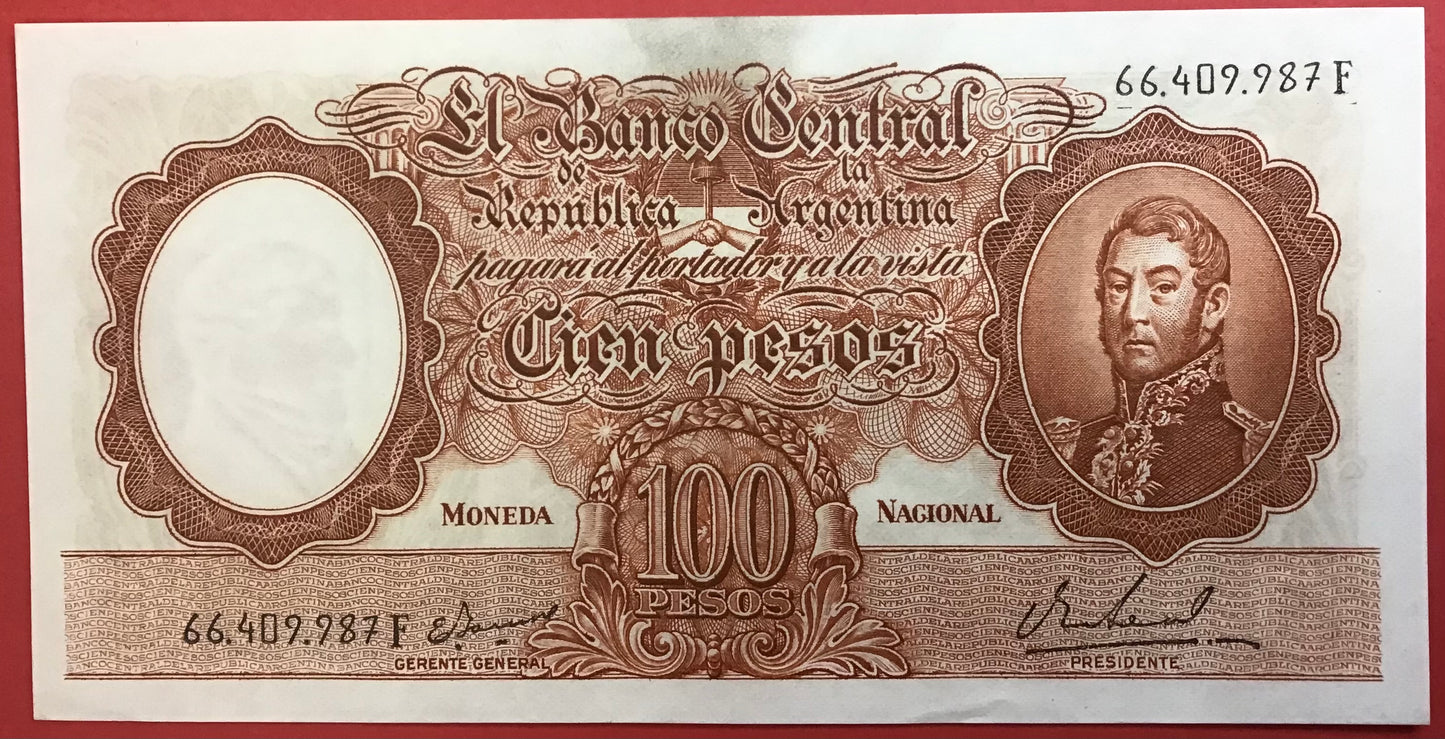 66.409.987 F
El Banco Central
de la
República Argentina
pagará al portador y a la vista
Cien pesos
MONEDA NACIONAL
100
PESOS
66.409.987 F
GERENTE GENERAL
PRESIDENTE